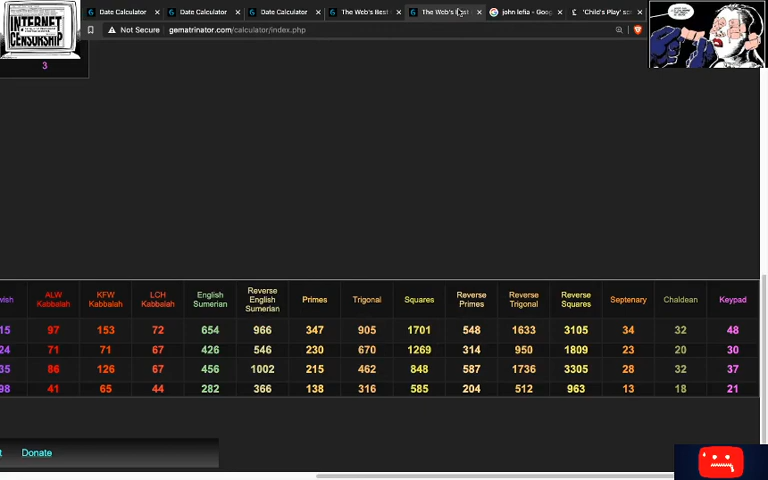 INTERNET
CENSORSHIP
Date Calculator
Date Calculator
Date Calculator
The Web's Best
The Web's Best
john lefia - Goog
'Child's Play' sc
Not Secure
gematrinator.com/calculator/index.php
3
wish
ALW Kabbalah
KFW Kabbalah
LCH Kabbalah
English Sumerian
Reverse English Sumerian
Primes
Trigonal
Squares
Reverse Primes
Reverse Trigonal
Reverse Squares
Septenary
Chaldean
Keypad
15 97 153 72 654 966 347 905 1701 548 1633 3105 34 32 48
24 71 71 67 426 546 230 670 1269 314 950 1809 23 20 30
35 86 126 67 456 1002 215 462 848 587 1736 3305 28 32 37
98 41 65 44 282 366 138 316 585 204 512 963 13 18 21
t
Donate